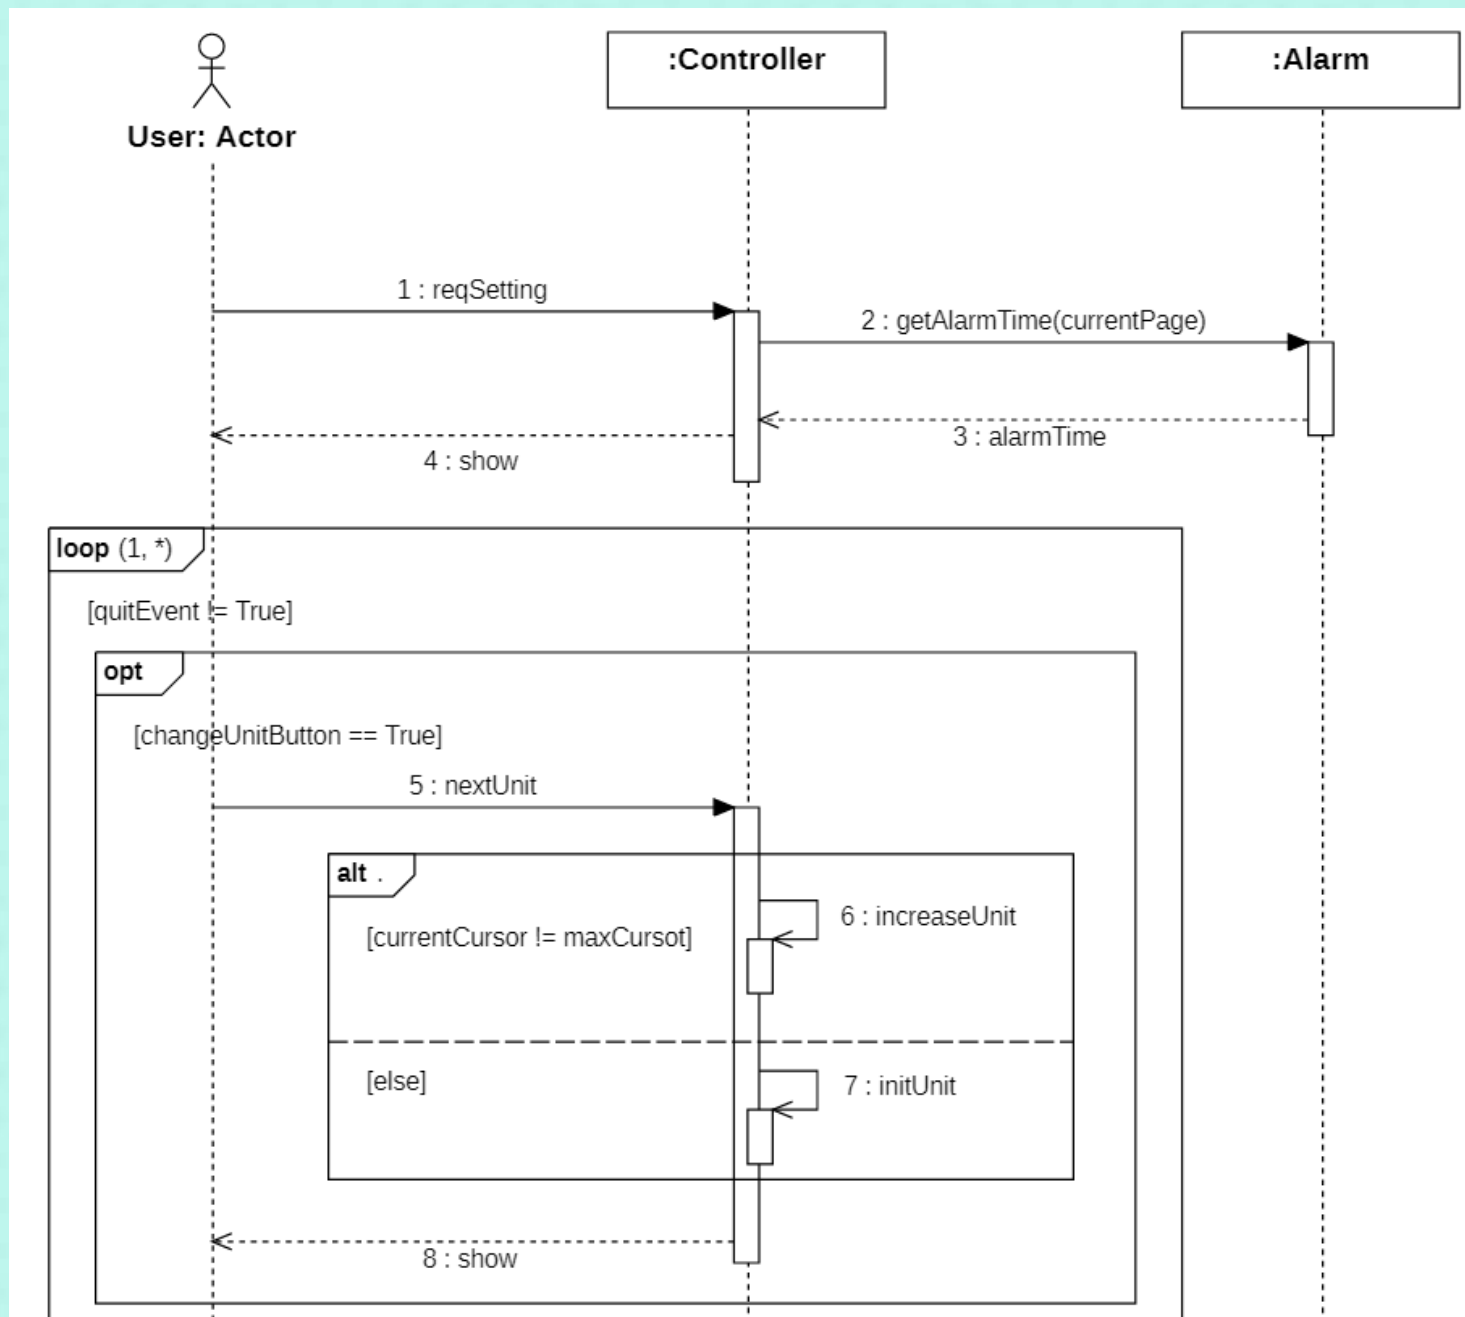 :Controller
:Alarm
User: Actor
1 : reqSetting
2 : getAlarmTime(currentPage)
3 : alarmTime
4 : show
loop (1, *)
[quitEvent != True]
opt
[changeUnitButton == True]
5 : nextUnit
alt .
6 : increaseUnit
[currentCursor != maxCursot]
[else]
7 : initUnit
8 : show